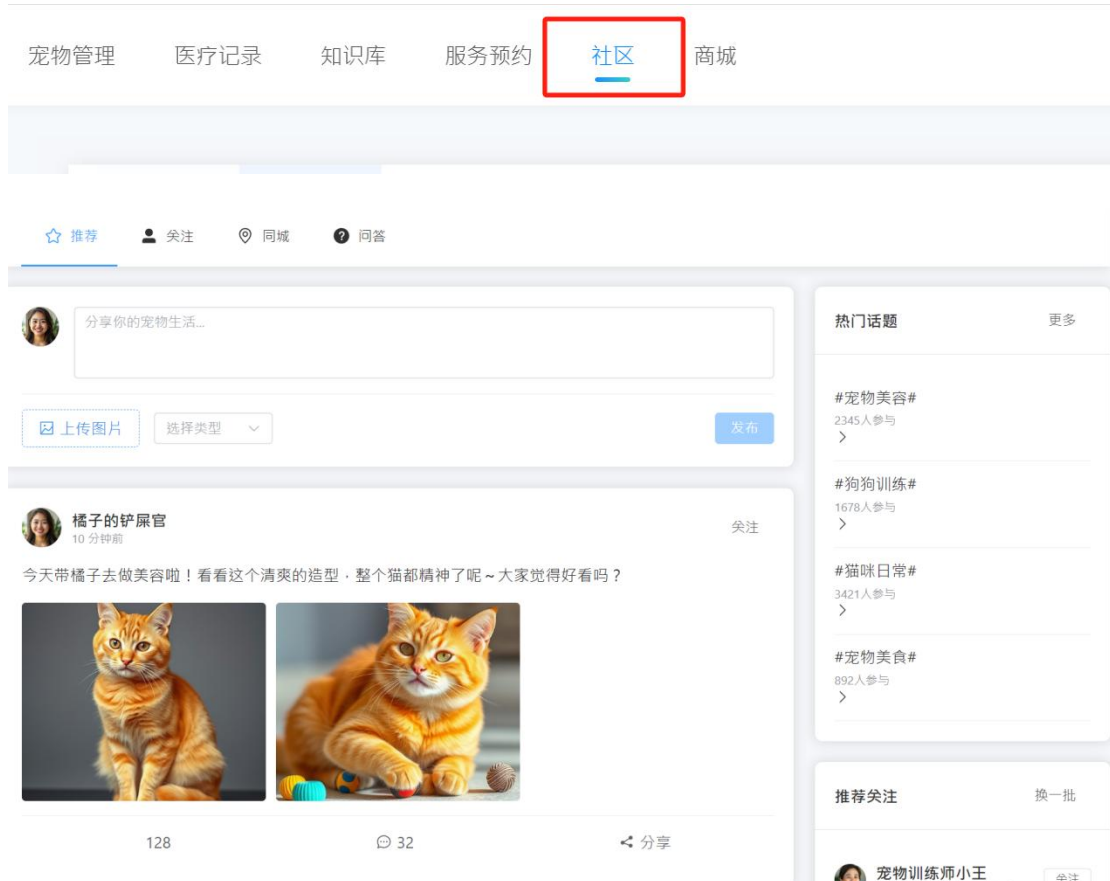 宠物管理 医疗记录 知识库 服务预约 社区 商城
推荐 关注 同城 问答
分享你的宠物生活...
上传图片 选择类型 发布
橘子的铲屎官
10 分钟前
关注
今天带橘子去做美容啦！看看这个清爽的造型，整个猫都精神了呢~大家觉得好看吗？
128 32 分享
热门话题 更多
#宠物美容#
2345人参与
#狗狗训练#
1678人参与
#猫咪日常#
3421人参与
#宠物美食#
892人参与
推荐关注 换一批
宠物训练师小王
关注